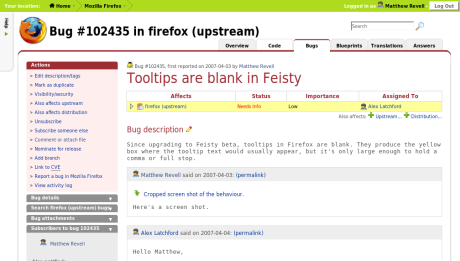 Your location: Home › Mozilla Firefox ›
Logged in as Matthew Revell Log Out
Help
Bug #102435 in firefox (upstream)
Search
Overview Code Bugs Blueprints Translations Answers
Actions
» Edit description/tags
» Mark as duplicate
» Visibility/security
» Also affects upstream
» Also affects distribution
» Unsubscribe
» Subscribe someone else
» Comment or attach file
» Nominate for release
» Add branch
» Link to CVE
» Report a bug in Mozilla Firefox
» View activity log
Bug details
Search firefox (upstream) bugs
Bug attachments
Subscribers to bug 102435
Matthew Revell
Bug #102435, first reported on 2007-04-03 by Matthew Revell
Tooltips are blank in Feisty
Affects Status Importance Assigned To
firefox (upstream) Needs Info Low Alex Latchford
Also affects: Upstream... Distribution...
Bug description
Since upgrading to Feisty beta, tooltips in Firefox are blank. They produce the yellow
box where the tooltip text would usually appear, but it's only large enough to hold a
comma or full stop.
Matthew Revell said on 2007-04-03: (permalink)
Cropped screen shot of the behaviour.
Here's a screen shot.
Alex Latchford said on 2007-04-04: (permalink)
Hello Matthew,